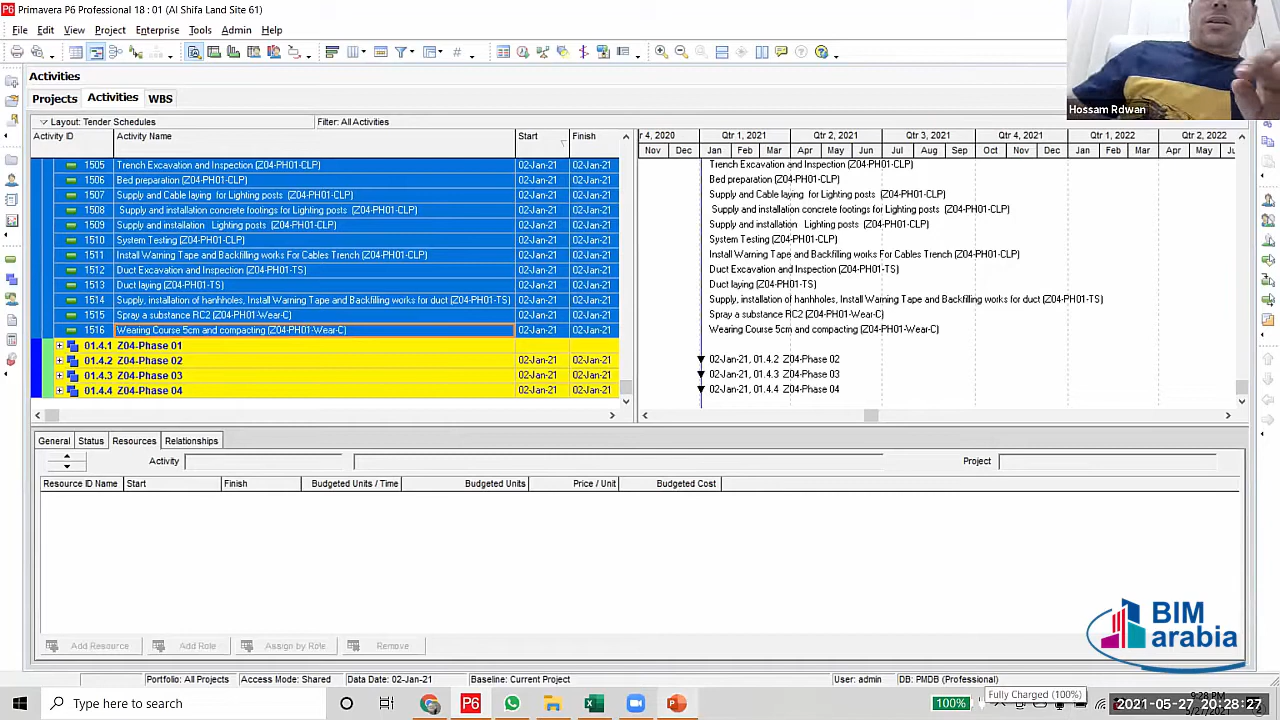 Primavera P6 Professional 18 : 01 (Al Shifa Land Site 61)
File Edit View Project Enterprise Tools Admin Help
Hossam Rdwan
Activities
Projects Activities WBS
Layout: Tender Schedules Filter: All Activities
Activity ID Activity Name Start Finish
r 4, 2020 Qtr 1, 2021 Qtr 2, 2021 Qtr 3, 2021 Qtr 4, 2021 Qtr 1, 2022 Qtr 2, 2022
Nov Dec Jan Feb Mar Apr May Jun Jul Aug Sep Oct Nov Dec Jan Feb Mar Apr May Ju
1505 Trench Excavation and Inspection (Z04-PH01-CLP) 02-Jan-21 02-Jan-21 Trench Excavation and Inspection (Z04-PH01-CLP)
1506 Bed preparation (Z04-PH01-CLP) 02-Jan-21 02-Jan-21 Bed preparation (Z04-PH01-CLP)
1507 Supply and Cable laying for Lighting posts (Z04-PH01-CLP) 02-Jan-21 02-Jan-21 Supply and Cable laying for Lighting posts (Z04-PH01-CLP)
1508 Supply and installation concrete footings for Lighting posts (Z04-PH01-CLP) 02-Jan-21 02-Jan-21 Supply and installation concrete footings for Lighting posts (Z04-PH01-CLP)
1509 Supply and installation Lighting posts (Z04-PH01-CLP) 02-Jan-21 02-Jan-21 Supply and installation Lighting posts (Z04-PH01-CLP)
1510 System Testing (Z04-PH01-CLP) 02-Jan-21 02-Jan-21 System Testing (Z04-PH01-CLP)
1511 Install Warning Tape and Backfilling works For Cables Trench (Z04-PH01-CLP) 02-Jan-21 02-Jan-21 Install Warning Tape and Backfilling works For Cables Trench (Z04-PH01-CLP)
1512 Duct Excavation and Inspection (Z04-PH01-TS) 02-Jan-21 02-Jan-21 Duct Excavation and Inspection (Z04-PH01-TS)
1513 Duct laying (Z04-PH01-TS) 02-Jan-21 02-Jan-21 Duct laying (Z04-PH01-TS)
1514 Supply, installation of hanhholes, Install Warning Tape and Backfilling works for duct (Z04-PH01-TS) 02-Jan-21 02-Jan-21 Supply, installation of hanhholes, Install Warning Tape and Backfilling works for duct (Z04-PH01-TS)
1515 Spray a substance RC2 (Z04-PH01-Wear-C) 02-Jan-21 02-Jan-21 Spray a substance RC2 (Z04-PH01-Wear-C)
1516 Wearing Course 5cm and compacting (Z04-PH01-Wear-C) 02-Jan-21 02-Jan-21 Wearing Course 5cm and compacting (Z04-PH01-Wear-C)
01.4.1 Z04-Phase 01
01.4.2 Z04-Phase 02 02-Jan-21 02-Jan-21 02-Jan-21, 01.4.2 Z04-Phase 02
01.4.3 Z04-Phase 03 02-Jan-21 02-Jan-21 02-Jan-21, 01.4.3 Z04-Phase 03
01.4.4 Z04-Phase 04 02-Jan-21 02-Jan-21 02-Jan-21, 01.4.4 Z04-Phase 04
General Status Resources Relationships
Activity Project
Resource ID Name Start Finish Budgeted Units / Time Budgeted Units Price / Unit Budgeted Cost
BIM
arabia
Add Resource Add Role Assign by Role Remove
Portfolio: All Projects Access Mode: Shared Data Date: 02-Jan-21 Baseline: Current Project User: admin DB: PMDB (Professional)
Fully Charged (100%)
Type here to search 100% 2021-05-27 20:28:27